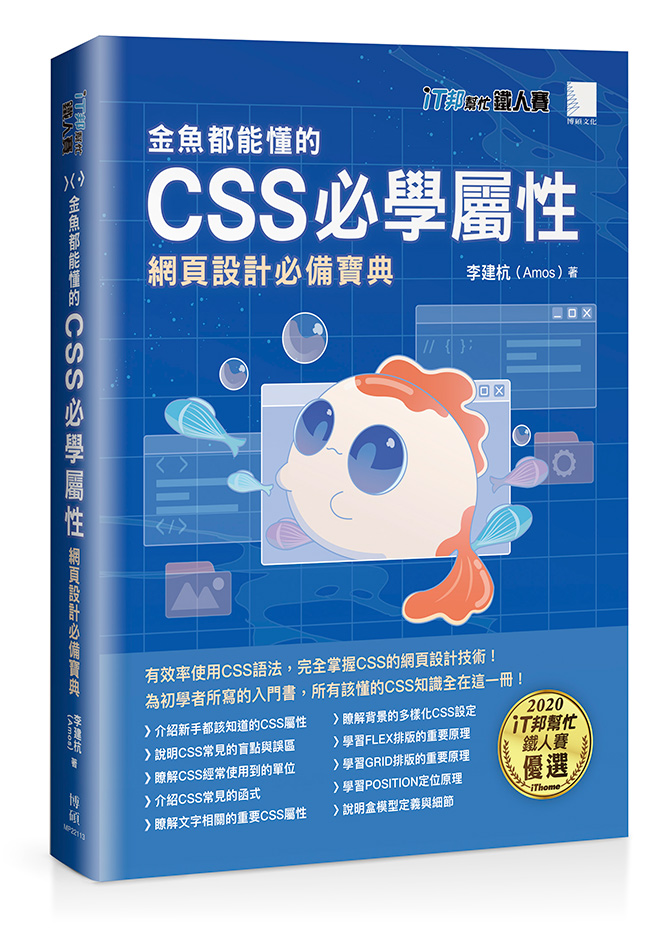 iT邦幫忙 鐵人賽
博碩文化
金魚都能懂的
CSS必學屬性
網頁設計必備寶典
李建杭（Amos）著
// { };
< >
</ >
有效率使用CSS語法，完全掌握CSS的網頁設計技術！
為初學者所寫的入門書，所有該懂的CSS知識全在這一冊！
》介紹新手都該知道的CSS屬性
》說明CSS常見的盲點與誤區
》瞭解CSS經常使用到的單位
》介紹CSS常見的函式
》瞭解文字相關的重要CSS屬性
》瞭解背景的多樣化CSS設定
》學習FLEX排版的重要原理
》學習GRID排版的重要原理
》學習POSITION定位原理
》說明盒模型定義與細節
2020
iT邦幫忙
鐵人賽
優選
iThome
iT邦幫忙
鐵人賽
金魚都能懂的 CSS必學屬性 網頁設計必備寶典
李建杭（Amos）著
博碩
MP22113